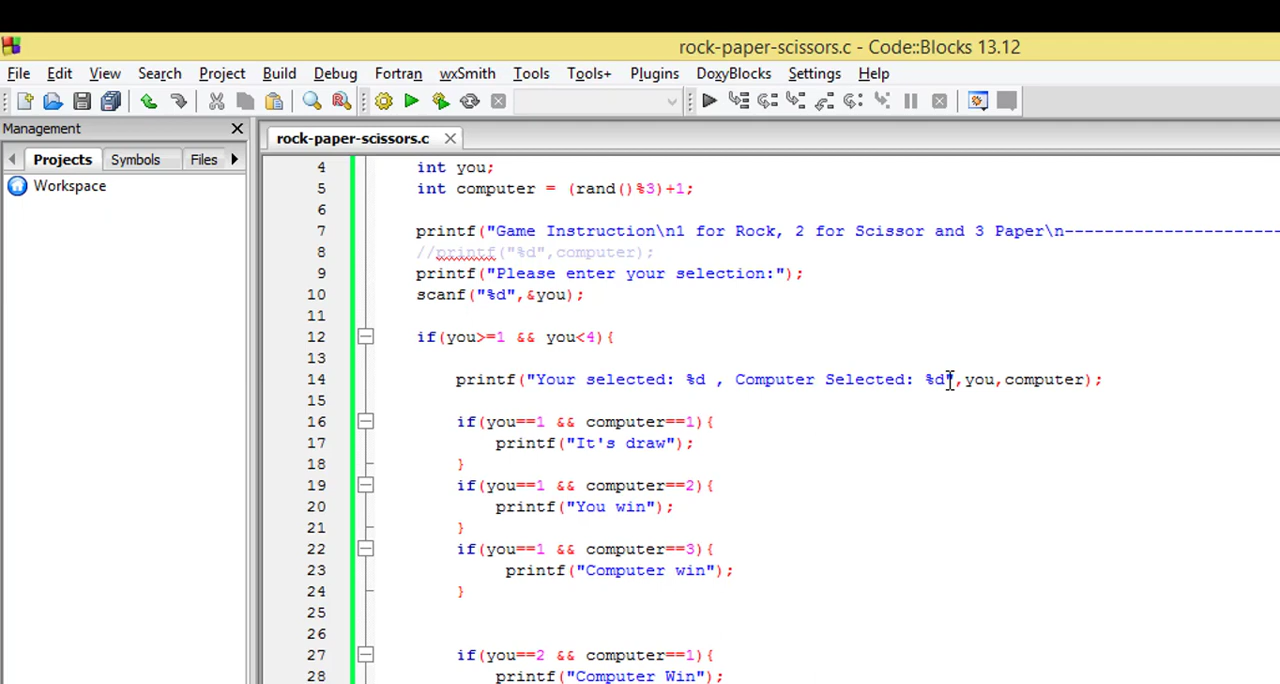 rock-paper-scissors.c - Code::Blocks 13.12
File Edit View Search Project Build Debug Fortran wxSmith Tools Tools+ Plugins DoxyBlocks Settings Help
Management
rock-paper-scissors.c
Projects Symbols Files
Workspace
4 int you;
5 int computer = (rand()%3)+1;
6
7 printf("Game Instruction\n1 for Rock, 2 for Scissor and 3 Paper\n----------------------
8 //printf("%d",computer);
9 printf("Please enter your selection:");
10 scanf("%d",&you);
11
12 if(you>=1 && you<4){
13
14 printf("Your selected: %d , Computer Selected: %d",you,computer);
15
16 if(you==1 && computer==1){
17 printf("It's draw");
18 }
19 if(you==1 && computer==2){
20 printf("You win");
21 }
22 if(you==1 && computer==3){
23 printf("Computer win");
24 }
25
26
27 if(you==2 && computer==1){
28 printf("Computer Win");